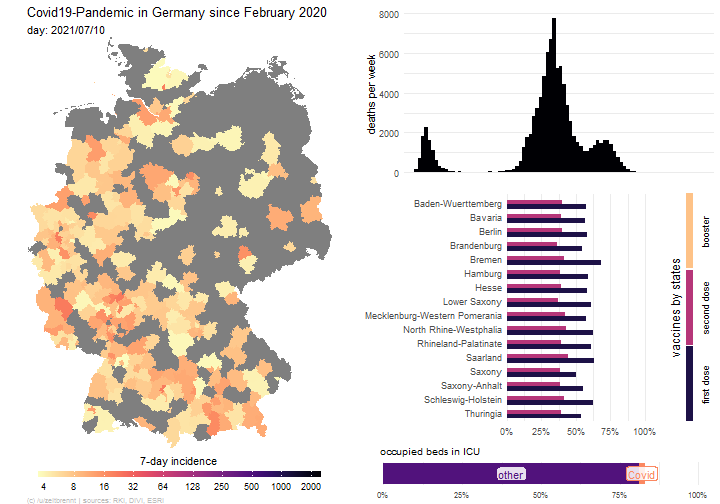 Covid19-Pandemic in Germany since February 2020
day: 2021/07/10
7-day incidence
4 8 16 32 64 125 250 500 1000 2000
(c) /u/zeitbrennt | sources: RKI, DIVI, ESRI
deaths per week
8000
6000
4000
2000
0
Baden-Wuerttemberg
Bavaria
Berlin
Brandenburg
Bremen
Hamburg
Hesse
Lower Saxony
Mecklenburg-Western Pomerania
North Rhine-Westphalia
Rhineland-Palatinate
Saarland
Saxony
Saxony-Anhalt
Schleswig-Holstein
Thuringia
0% 25% 50% 75% 100%
vaccines by states
booster
second dose
first dose
occupied beds in ICU
other
Covid
0% 25% 50% 75% 100%